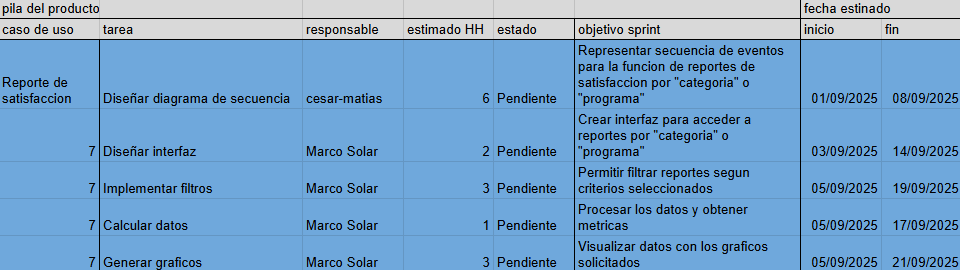 pila del producto fecha estinado
caso de uso tarea responsable estimado HH estado objetivo sprint inicio fin
Reporte de satisfaccion Diseñar diagrama de secuencia cesar-matias 6 Pendiente Representar secuencia de eventos para la funcion de reportes de satisfaccion por "categoria" o "programa" 01/09/2025 08/09/2025
7 Diseñar interfaz Marco Solar 2 Pendiente Crear interfaz para acceder a reportes por "categoria" o "programa" 03/09/2025 14/09/2025
7 Implementar filtros Marco Solar 3 Pendiente Permitir filtrar reportes segun criterios seleccionados 05/09/2025 19/09/2025
7 Calcular datos Marco Solar 1 Pendiente Procesar los datos y obtener metricas 05/09/2025 17/09/2025
7 Generar graficos Marco Solar 3 Pendiente Visualizar datos con los graficos solicitados 05/09/2025 21/09/2025